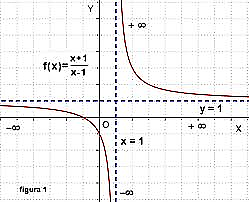 Y
+ ∞
f(x)=x+1/x-1
y = 1
-∞
O
+ ∞
X
x = 1
figura 1
-∞